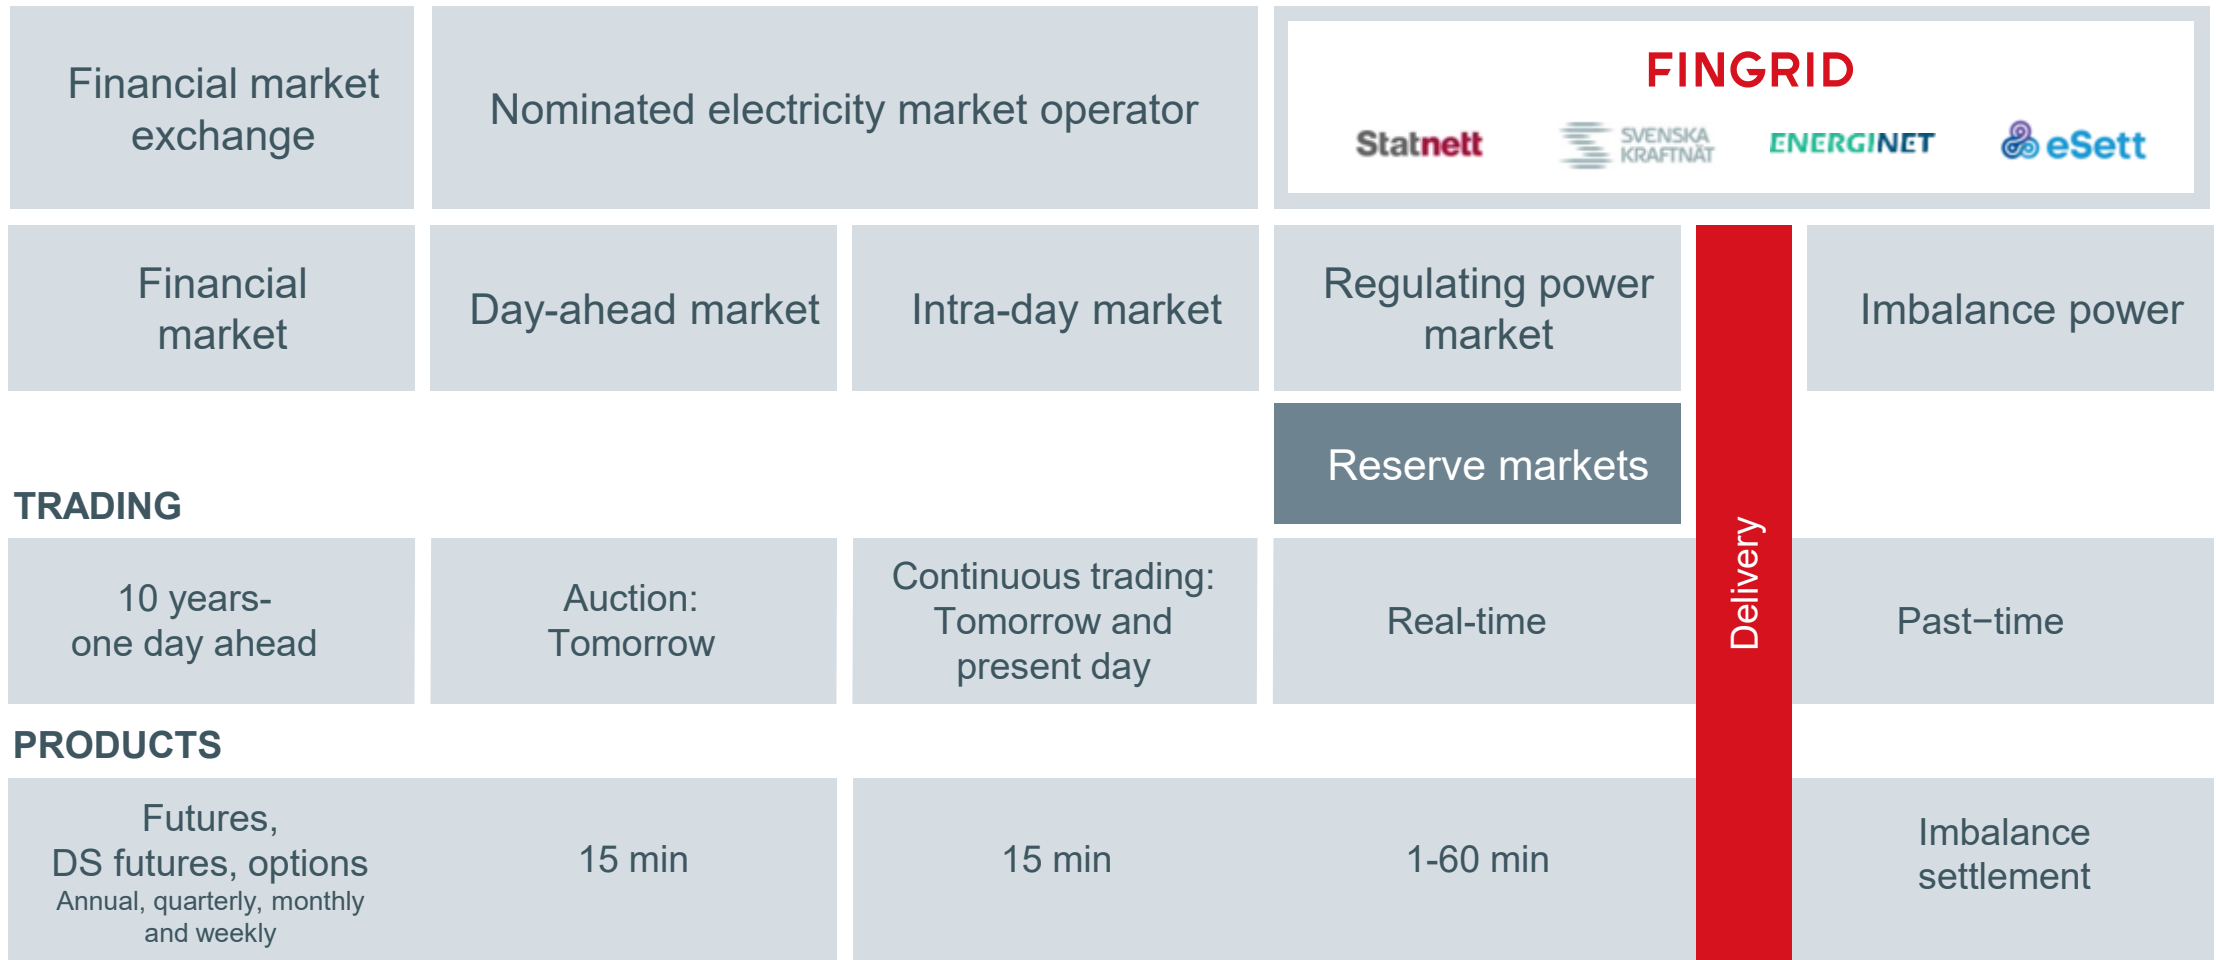 Financial market
exchange
Nominated electricity market operator
FINGRID
Statnett
SVENSKA
KRAFTNÄT
ENERGINET
eSett
Financial
market
Day-ahead market
Intra-day market
Regulating power
market
Imbalance power
Reserve markets
Delivery
TRADING
10 years-
one day ahead
Auction:
Tomorrow
Continuous trading:
Tomorrow and
present day
Real-time
Past−time
PRODUCTS
Futures,
DS futures, options
Annual, quarterly, monthly
and weekly
15 min
15 min
1-60 min
Imbalance
settlement